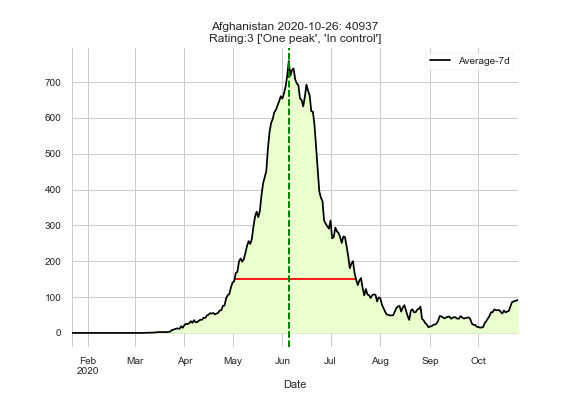 Afghanistan 2020-10-26: 40937
Rating:3 ['One peak', 'In control']
Average-7d
700
600
500
400
300
200
100
0
Feb Mar Apr May Jun Jul Aug Sep Oct
2020
Date